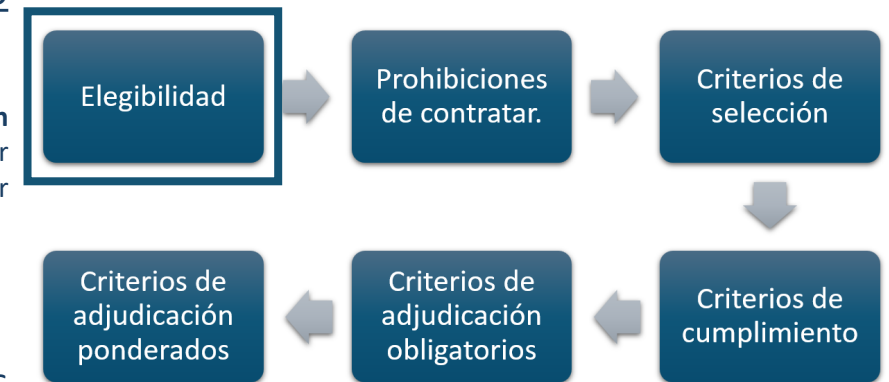 Elegibilidad
Prohibiciones
de contratar.
Criterios de
selección
Criterios de
cumplimiento
Criterios de
adjudicación
obligatorios
Criterios de
adjudicación
ponderados